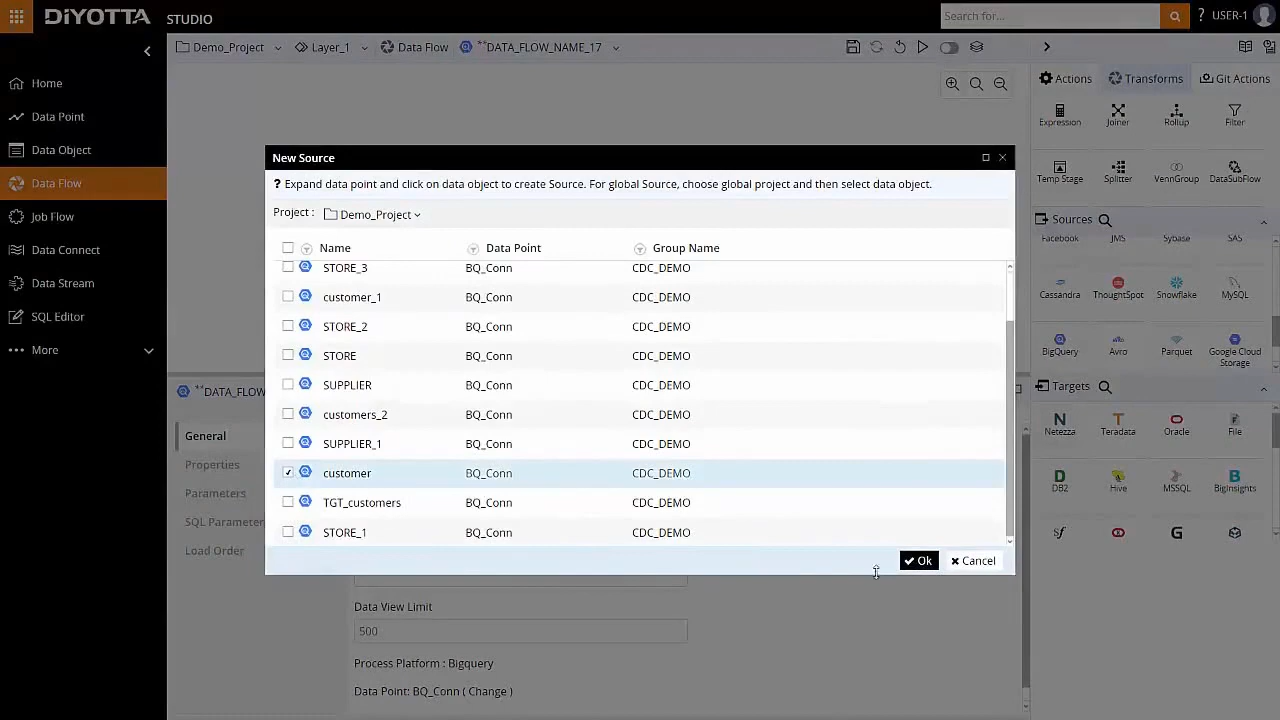 DiYOTTA STUDIO
Search for...
? USER-1
Home
Data Point
Data Object
Data Flow
Job Flow
Data Connect
Data Stream
SQL Editor
More
Demo_Project
Layer_1
Data Flow
**DATA_FLOW_NAME_17
New Source
? Expand data point and click on data object to create Source. For global Source, choose global project and then select data object.
Project : Demo_Project
Name Data Point Group Name
STORE_3 BQ_Conn CDC_DEMO
customer_1 BQ_Conn CDC_DEMO
STORE_2 BQ_Conn CDC_DEMO
STORE BQ_Conn CDC_DEMO
SUPPLIER BQ_Conn CDC_DEMO
customers_2 BQ_Conn CDC_DEMO
SUPPLIER_1 BQ_Conn CDC_DEMO
customer BQ_Conn CDC_DEMO
TGT_customers BQ_Conn CDC_DEMO
STORE_1 BQ_Conn CDC_DEMO
Ok Cancel
**DATA_FLOW
General
Properties
Parameters
SQL Parameter
Load Order
Data View Limit
500
Process Platform : Bigquery
Data Point: BQ_Conn ( Change )
Actions Transforms Git Actions
Expression Joiner Rollup Filter
Temp Stage Splitter VennGroup DataSubFlow
Sources
Facebook JMS Sybase SAS
Cassandra ThoughtSpot Snowflake MySQL
BigQuery Avro Parquet Google Cloud
Storage
Targets
Netezza Teradata Oracle File
DB2 Hive MSSQL BigInsights